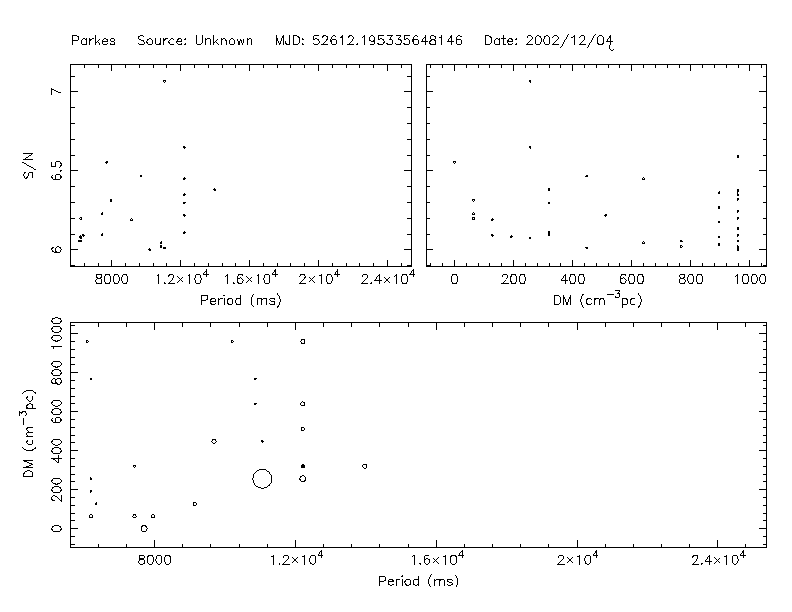 Parkes Source: Unknown MJD: 52612.195335648146 Date: 2002/12/04
S/N
7
6.5
6
8000 1.2×10⁴ 1.6×10⁴ 2×10⁴ 2.4×10⁴
Period (ms)
0 200 400 600 800 1000
DM (cm⁻³pc)
DM (cm⁻³pc)
1000
800
600
400
200
0
8000 1.2×10⁴ 1.6×10⁴ 2×10⁴ 2.4×10⁴
Period (ms)